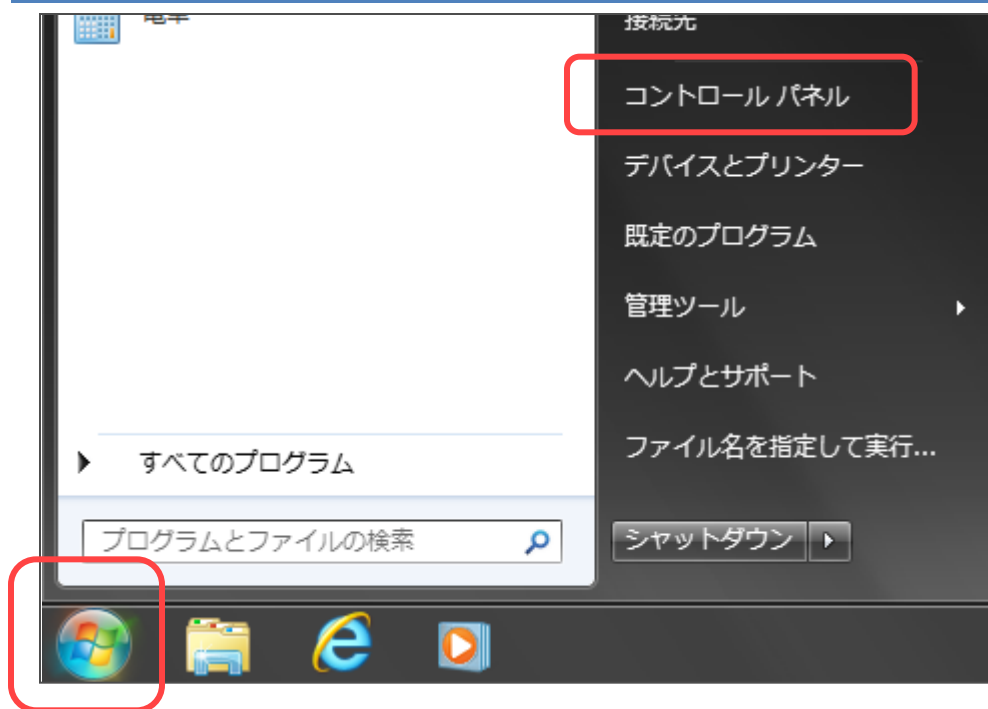 電卓
接続先
コントロール パネル
デバイスとプリンター
既定のプログラム
管理ツール
ヘルプとサポート
ファイル名を指定して実行...
すべてのプログラム
プログラムとファイルの検索
シャットダウン